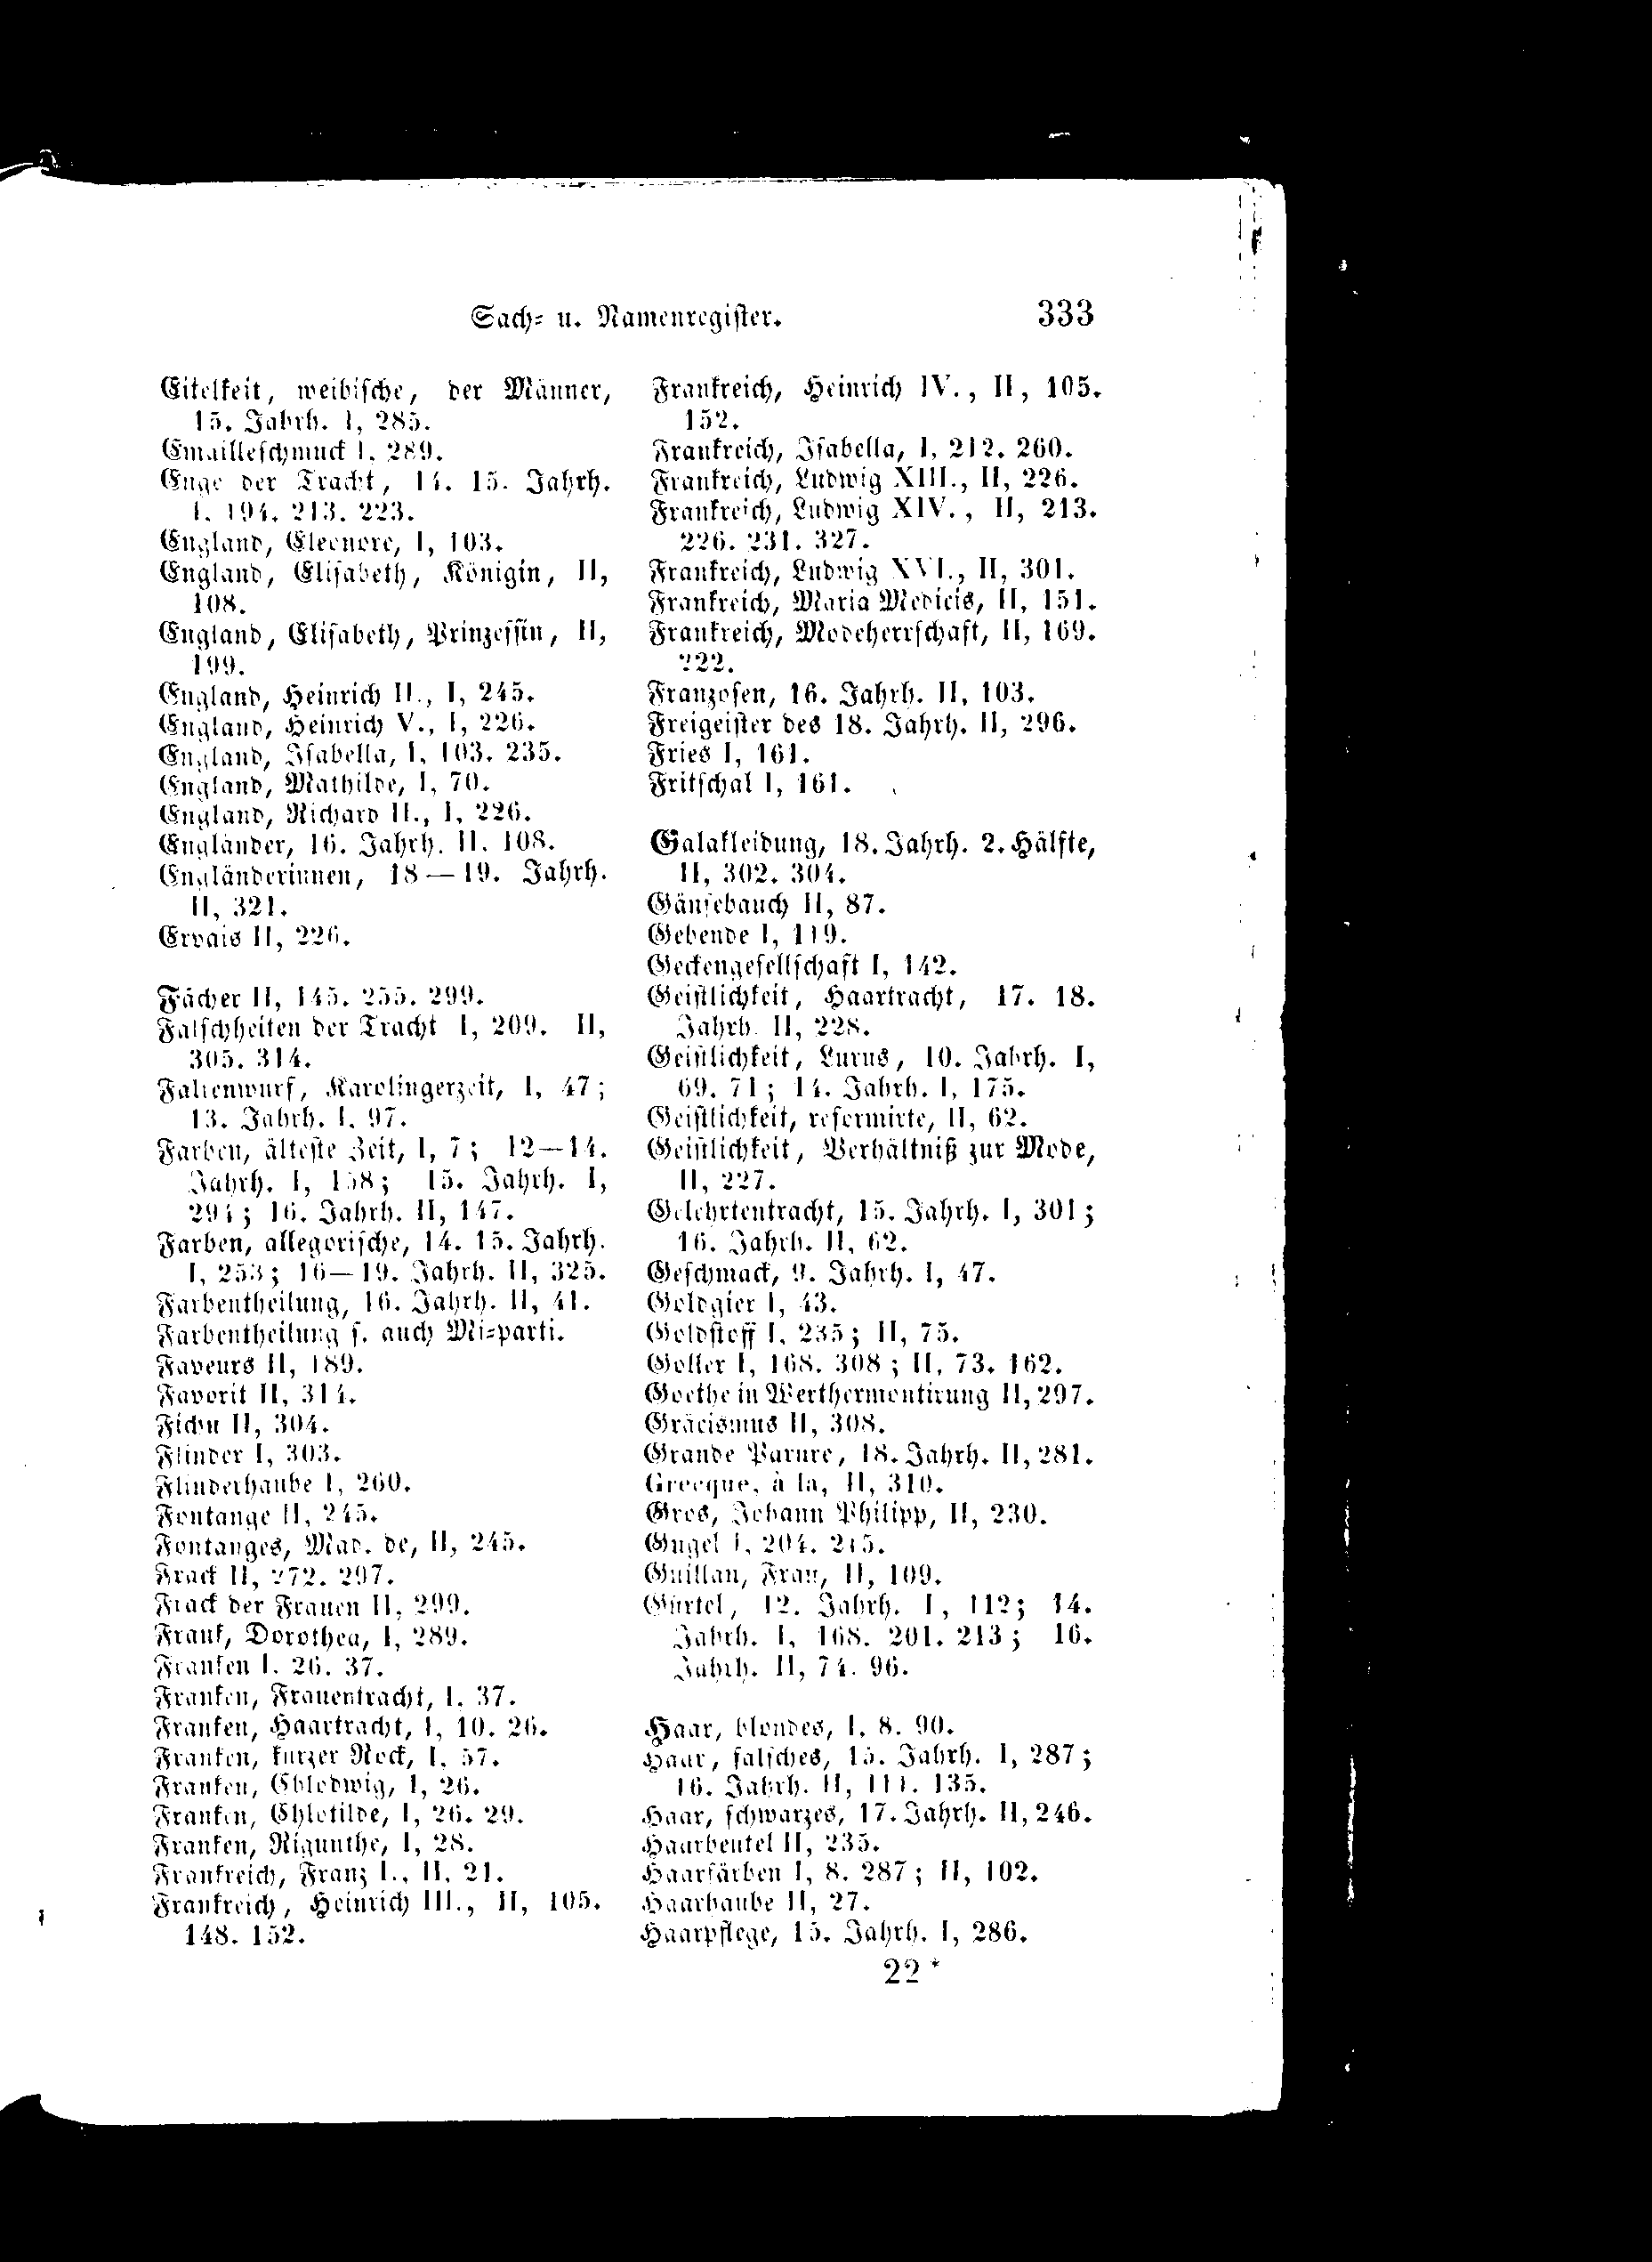 Sach- u. Namenregister. 333
Eitelkeit, weibische, der Männer,
15. Jahrh. I, 285.
Emailleschmuck I. 289.
Enge der Tracht, 14. 15. Jahrh.
I. 194. 213. 223.
England, Eleonore, I, 103.
England, Elisabeth, Königin, II,
108.
England, Elisabeth, Prinzessin, II,
199.
England, Heinrich II., I, 245.
England, Heinrich V., I, 226.
England, Isabella, I, 103. 235.
England, Mathilde, I, 70.
England, Richard II., I, 226.
Engländer, 16. Jahrh. II. 108.
Engländerinnen, 18—19. Jahrh.
II, 321.
Ervais II, 226.
Fächer II, 145. 255. 299.
Falschheiten der Tracht I, 209. II,
305. 314.
Faltenwurf, Karolingerzeit, I, 47;
13. Jahrh. I. 97.
Farben, älteste Zeit, I, 7; 12—14.
Jahrh. I, 158; 15. Jahrh. I,
294; 16. Jahrh. II, 147.
Farben, allegorische, 14. 15. Jahrh.
I, 253; 16—19. Jahrh. II, 325.
Farbentheilung, 16. Jahrh. II, 41.
Farbentheilung s. auch Mi-parti.
Faveurs II, 189.
Favorit II, 314.
Fichu II, 304.
Flinder I, 303.
Flinderhaube I, 260.
Fontange II, 245.
Fontanges, Mad. de, II, 245.
Frack II, 272. 297.
Frack der Frauen II, 299.
Frank, Dorothea, I, 289.
Franken I. 26. 37.
Franken, Frauentracht, I. 37.
Franken, Haartracht, I, 10. 26.
Franken, kurzer Rock, I. 57.
Franken, Chlodwig, I, 26.
Franken, Chlotilde, I, 26. 29.
Franken, Rigunthe, I, 28.
Frankreich, Franz I., II, 21.
Frankreich, Heinrich III., II, 105.
148. 152.
Frankreich, Heinrich IV., II, 105.
152.
Frankreich, Isabella, I, 212. 260.
Frankreich, Ludwig XIII., II, 226.
Frankreich, Ludwig XIV., II, 213.
226. 231. 327.
Frankreich, Ludwig XVI., II, 301.
Frankreich, Maria Medicis, II, 151.
Frankreich, Modeherrschaft, II, 169.
222.
Franzosen, 16. Jahrh. II, 103.
Freigeister des 18. Jahrh. II, 296.
Fries I, 161.
Fritschal I, 161.
Galakleidung, 18. Jahrh. 2. Hälfte,
II, 302. 304.
Gänsebauch II, 87.
Gebende I, 119.
Geckengesellschaft I, 142.
Geistlichkeit, Haartracht, 17. 18.
Jahrh. II, 228.
Geistlichkeit, Luxus, 10. Jahrh. I,
69. 71; 14. Jahrh. I, 175.
Geistlichkeit, reformirte, II, 62.
Geistlichkeit, Verhältniß zur Mode,
II, 227.
Gelehrtentracht, 15. Jahrh. I, 301;
16. Jahrh. II, 62.
Geschmack, 9. Jahrh. I, 47.
Goldgier I, 43.
Goldstoff I, 235; II, 75.
Goller I, 168. 308; II, 73. 162.
Goethe in Werthermontirung II, 297.
Gräcismus II, 308.
Grande Parure, 18. Jahrh. II, 281.
Grecque, à la, II, 310.
Gros, Johann Philipp, II, 230.
Gugel I, 204. 215.
Guillan, Frau, II, 109.
Gürtel, 12. Jahrh. I, 112; 14.
Jahrh. I, 168. 201. 213; 16.
Jahrh. II, 74. 96.
Haar, blondes, I, 8. 90.
Haar, falsches, 15. Jahrh. I, 287;
16. Jahrh. II, 111. 135.
Haar, schwarzes, 17. Jahrh. II, 246.
Haarbeutel II, 235.
Haarfärben I, 8. 287; II, 102.
Haarhaube II, 27.
Haarpflege, 15. Jahrh. I, 286.
22*